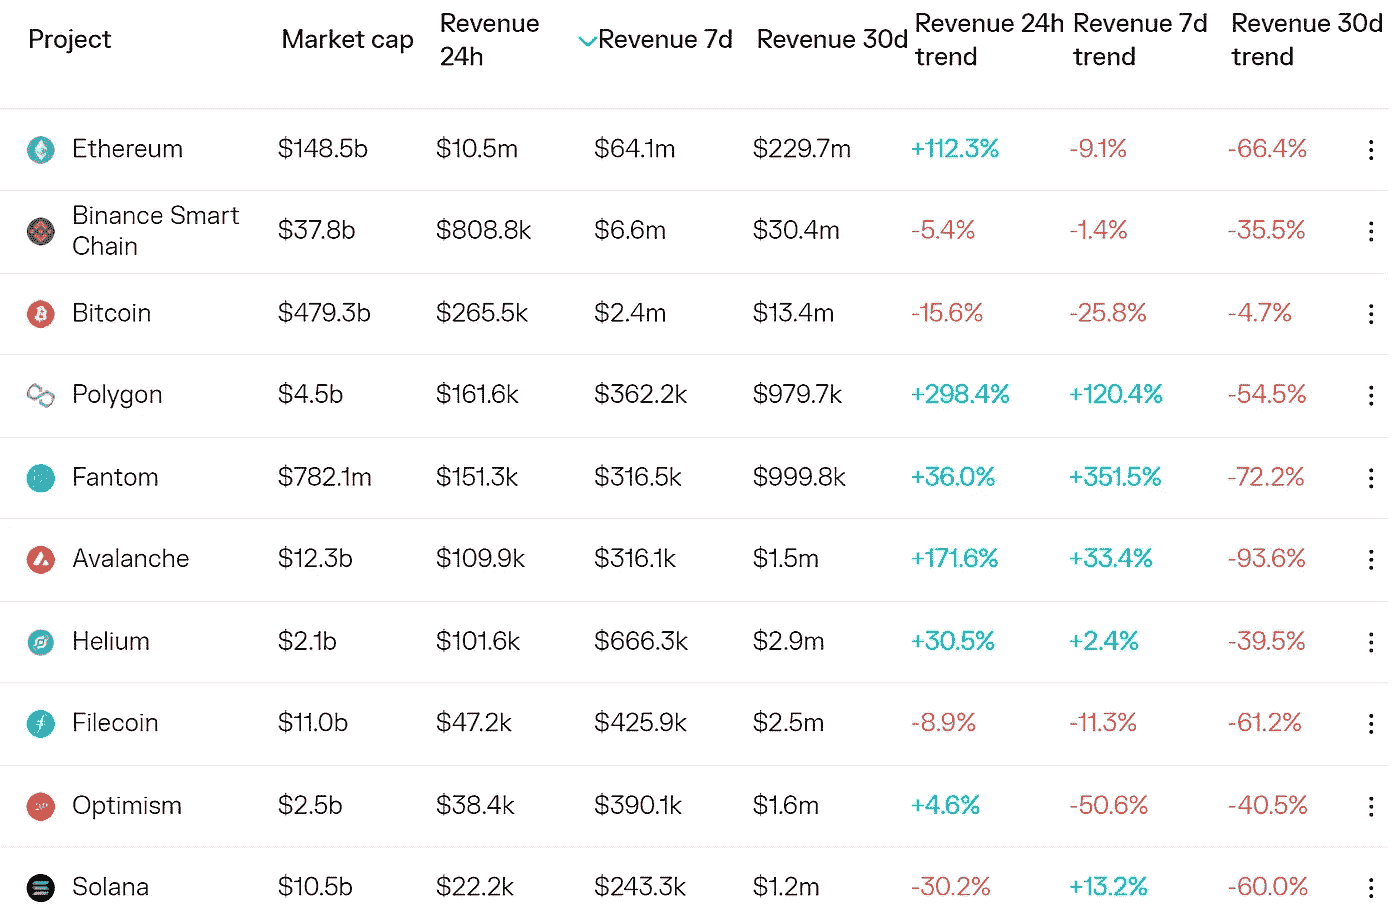 Project Market cap Revenue 24h Revenue 7d Revenue 30d Revenue 24h trend Revenue 7d trend Revenue 30d trend
Ethereum $148.5b $10.5m $64.1m $229.7m +112.3% -9.1% -66.4%
Binance Smart Chain $37.8b $808.8k $6.6m $30.4m -5.4% -1.4% -35.5%
Bitcoin $479.3b $265.5k $2.4m $13.4m -15.6% -25.8% -4.7%
Polygon $4.5b $161.6k $362.2k $979.7k +298.4% +120.4% -54.5%
Fantom $782.1m $151.3k $316.5k $999.8k +36.0% +351.5% -72.2%
Avalanche $12.3b $109.9k $316.1k $1.5m +171.6% +33.4% -93.6%
Helium $2.1b $101.6k $666.3k $2.9m +30.5% +2.4% -39.5%
Filecoin $11.0b $47.2k $425.9k $2.5m -8.9% -11.3% -61.2%
Optimism $2.5b $38.4k $390.1k $1.6m +4.6% -50.6% -40.5%
Solana $10.5b $22.2k $243.3k $1.2m -30.2% +13.2% -60.0%